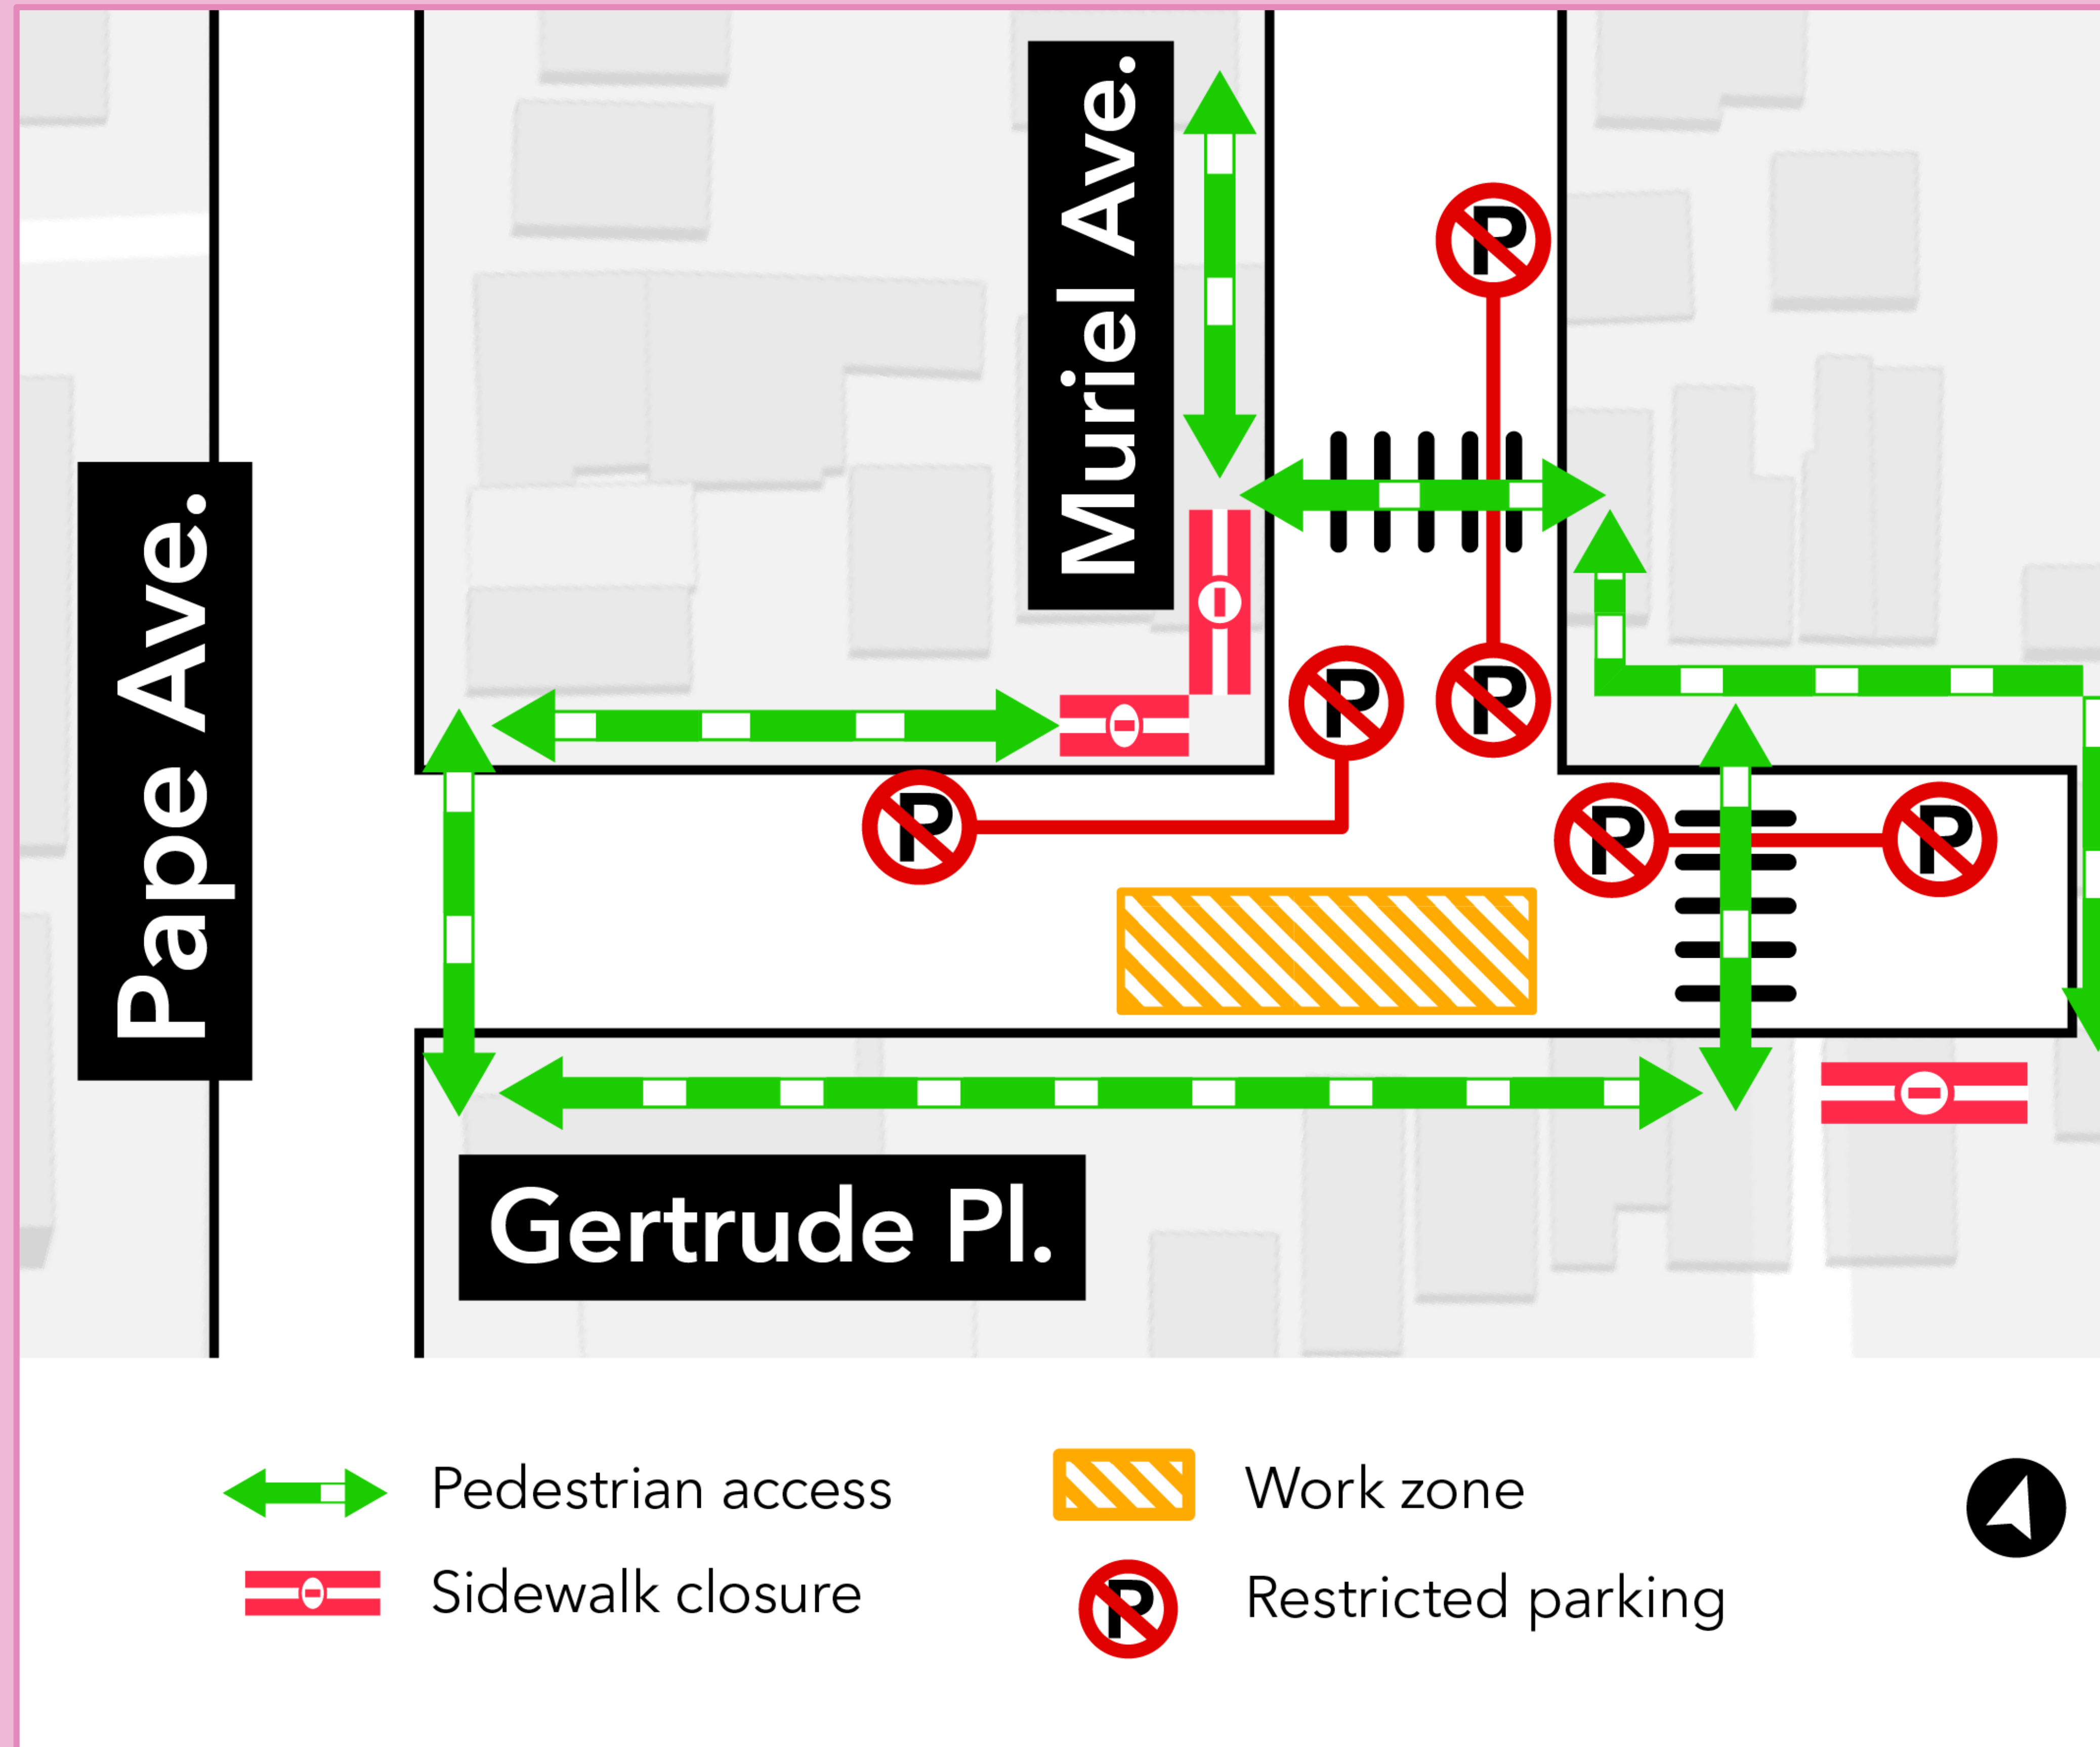 Muriel Ave.
Pape Ave.
P
P
P
P
P
P
Gertrude Pl.
Pedestrian access
Work zone
Sidewalk closure
P
Restricted parking